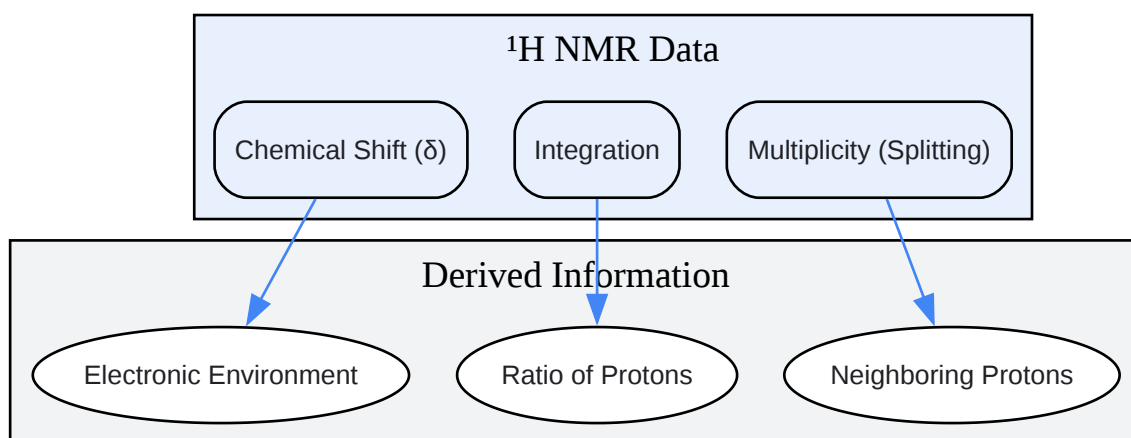 ¹H NMR Data
Chemical Shift (δ)
Integration
Multiplicity (Splitting)
Derived Information
Electronic Environment
Ratio of Protons
Neighboring Protons